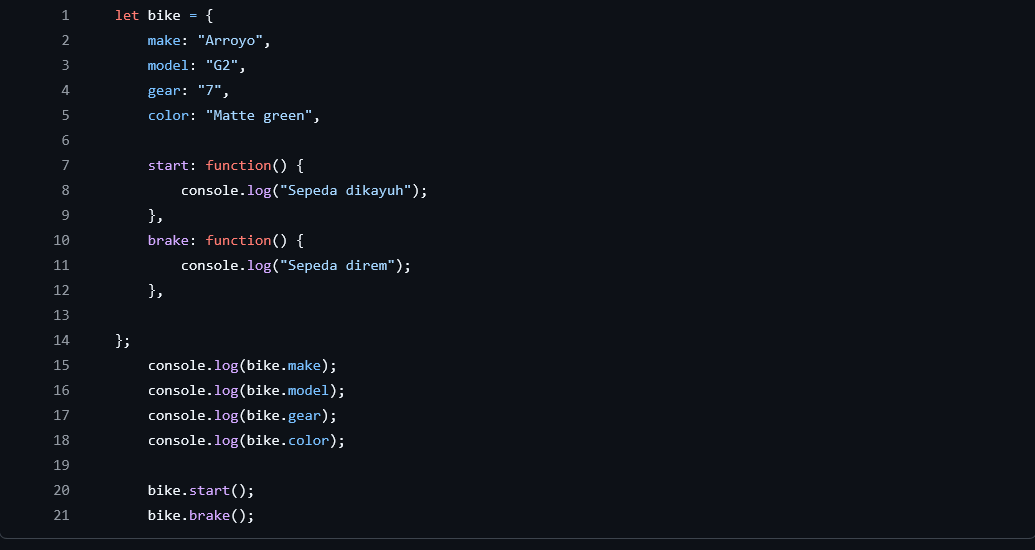 1 let bike = {
2 make: "Arroyo",
3 model: "G2",
4 gear: "7",
5 color: "Matte green",
6
7 start: function() {
8 console.log("Sepeda dikayuh");
9 },
10 brake: function() {
11 console.log("Sepeda direm");
12 },
13
14 };
15 console.log(bike.make);
16 console.log(bike.model);
17 console.log(bike.gear);
18 console.log(bike.color);
19
20 bike.start();
21 bike.brake();